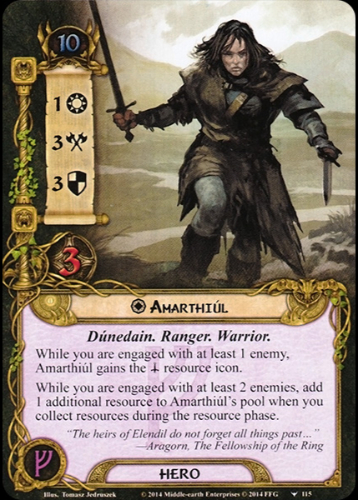 10
1
3
3
3
AMARTHIÚL
Dúnedain. Ranger. Warrior.
While you are engaged with at least 1 enemy,
Amarthiúl gains the resource icon.
While you are engaged with at least 2 enemies, add
1 additional resource to Amarthiúl's pool when you
collect resources during the resource phase.
"The heirs of Elendil do not forget all things past…"
—Aragorn, The Fellowship of the Ring
HERO
Illus. Tomasz Jedruszek
© 2014 Middle-earth Enterprises © 2014 FFG
115